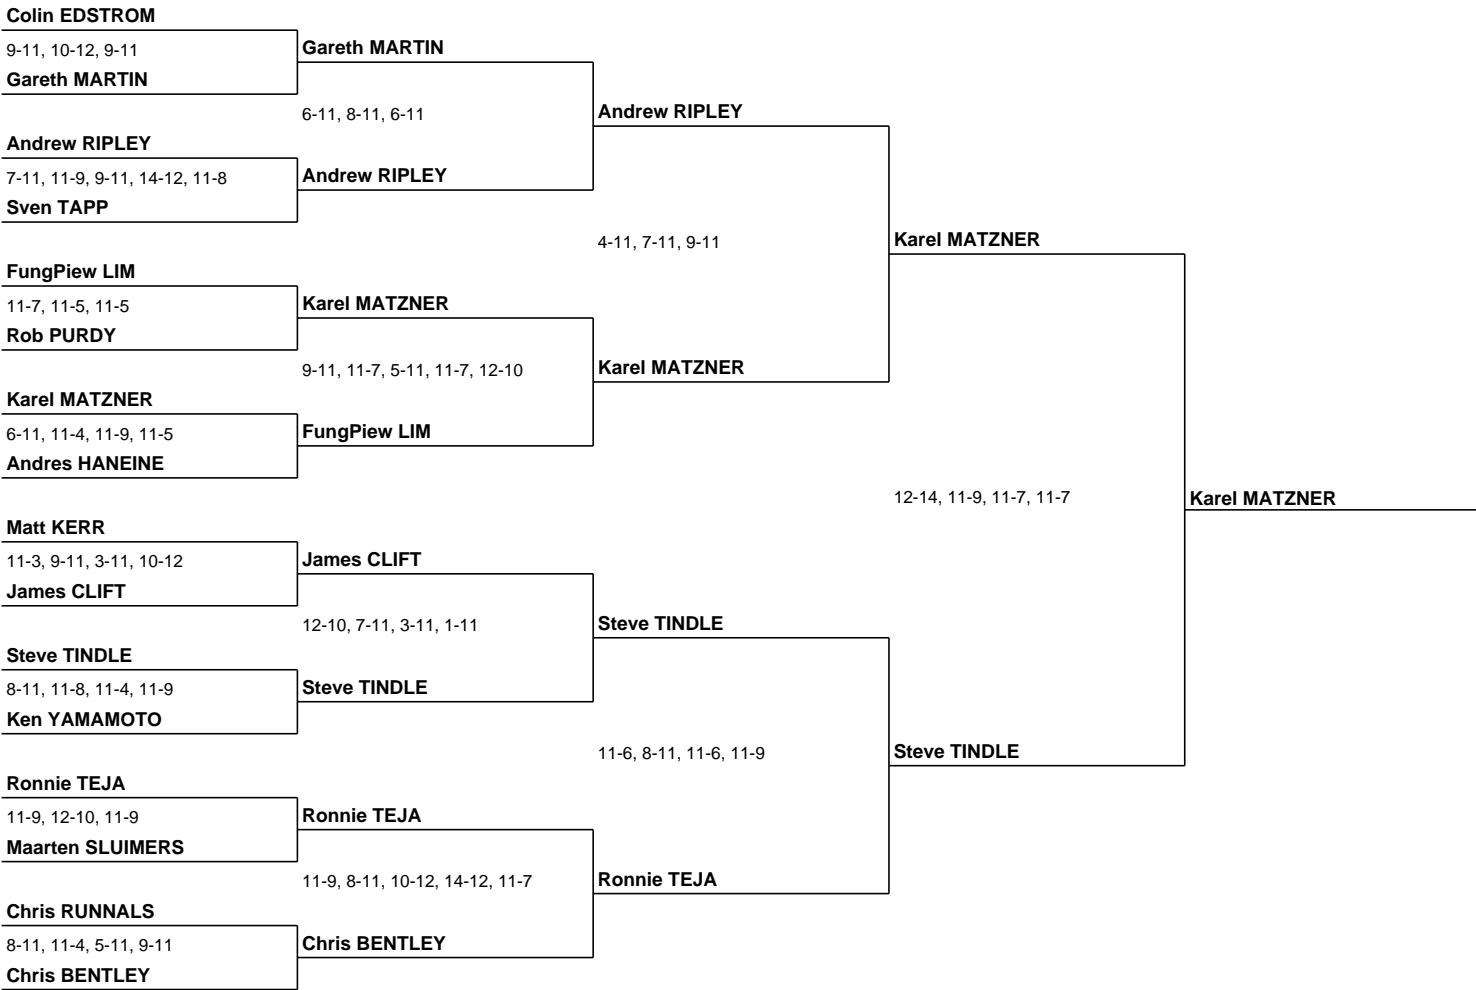 Colin EDSTROM
9-11, 10-12, 9-11
Gareth MARTIN
Andrew RIPLEY
7-11, 11-9, 9-11, 14-12, 11-8
Sven TAPP
FungPiew LIM
11-7, 11-5, 11-5
Rob PURDY
Karel MATZNER
6-11, 11-4, 11-9, 11-5
Andres HANEINE
Matt KERR
11-3, 9-11, 3-11, 10-12
James CLIFT
Steve TINDLE
8-11, 11-8, 11-4, 11-9
Ken YAMAMOTO
Ronnie TEJA
11-9, 12-10, 11-9
Maarten SLUIMERS
Chris RUNNALS
8-11, 11-4, 5-11, 9-11
Chris BENTLEY
Gareth MARTIN
6-11, 8-11, 6-11
Andrew RIPLEY
Karel MATZNER
9-11, 11-7, 5-11, 11-7, 12-10
FungPiew LIM
James CLIFT
12-10, 7-11, 3-11, 1-11
Steve TINDLE
Ronnie TEJA
11-9, 8-11, 10-12, 14-12, 11-7
Chris BENTLEY
Andrew RIPLEY
4-11, 7-11, 9-11
Karel MATZNER
Steve TINDLE
11-6, 8-11, 11-6, 11-9
Ronnie TEJA
Karel MATZNER
12-14, 11-9, 11-7, 11-7
Steve TINDLE
Karel MATZNER